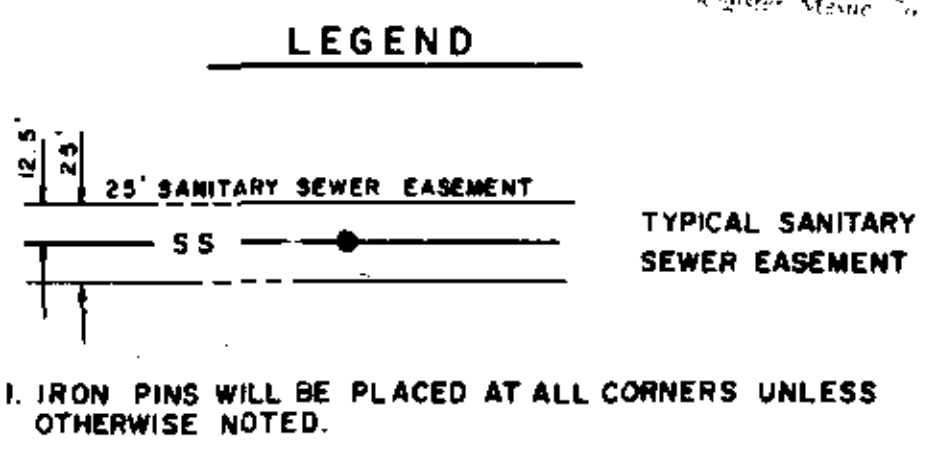 LEGEND
12.5'
25'
25' SANITARY SEWER EASEMENT
SS
TYPICAL SANITARY
SEWER EASEMENT
1. IRON PINS WILL BE PLACED AT ALL CORNERS UNLESS
OTHERWISE NOTED.